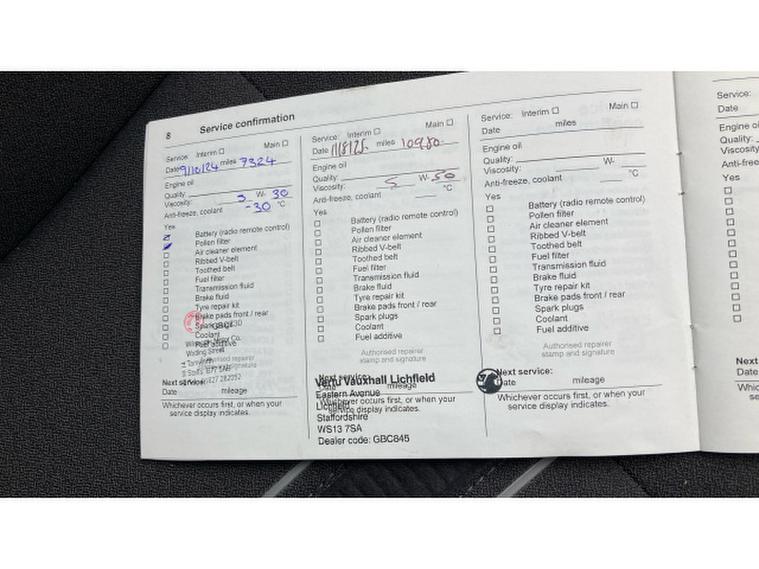 8 Service confirmation
Service: Interim ☐ Main ☐
Date 9/10/24 miles 7324
Engine oil
Quality:
Viscosity: 5 W- 30
Anti-freeze, coolant -30 °C
Yes
Battery (radio remote control)
Pollen filter
Air cleaner element
Ribbed V-belt
Toothed belt
Fuel filter
Transmission fluid
Brake fluid
Tyre repair kit
Brake pads front / rear
Spark plugs
Coolant
Fuel additive
Authorised repairer
stamp and signature
Next service:
Date mileage
Whichever occurs first, or when your
service display indicates.
Service: Interim ☐ Main ☐
Date 11/8/25. miles 10980
Engine oil
Quality:
Viscosity: 5 W- 30
Anti-freeze, coolant °C
Yes
Battery (radio remote control)
Pollen filter
Air cleaner element
Ribbed V-belt
Toothed belt
Fuel filter
Transmission fluid
Brake fluid
Tyre repair kit
Brake pads front / rear
Spark plugs
Coolant
Fuel additive
Authorised repairer
stamp and signature
Next service:
Vertu Vauxhall Lichfield
mileage
Eastern Avenue
Whichever occurs first, or when your
Lichfield
service display indicates.
Staffordshire
WS13 7SA
Dealer code: GBC845
Service: Interim ☐ Main ☐
Date miles
Engine oil
Quality:
Viscosity: W-
Anti-freeze, coolant °C
Yes
Battery (radio remote control)
Pollen filter
Air cleaner element
Ribbed V-belt
Toothed belt
Fuel filter
Transmission fluid
Brake fluid
Tyre repair kit
Brake pads front / rear
Spark plugs
Coolant
Fuel additive
Authorised repairer
stamp and signature
Next service:
Date mileage
Whichever occurs first, or when your
service display indicates.
Service:
Date
Engine oil
Quality:
Viscosity
Yes
Next
Date